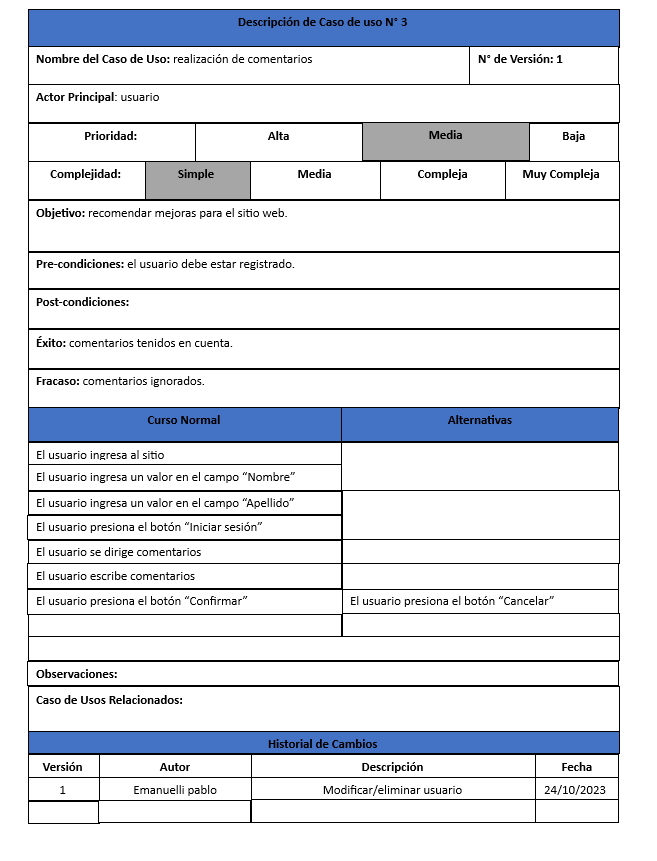 Descripción de Caso de uso N° 3
Nombre del Caso de Uso: realización de comentarios N° de Versión: 1
Actor Principal: usuario
Prioridad: Alta Media Baja
Complejidad: Simple Media Compleja Muy Compleja
Objetivo: recomendar mejoras para el sitio web.
Pre-condiciones: el usuario debe estar registrado.
Post-condiciones:
Éxito: comentarios tenidos en cuenta.
Fracaso: comentarios ignorados.
Curso Normal Alternativas
El usuario ingresa al sitio
El usuario ingresa un valor en el campo “Nombre”
El usuario ingresa un valor en el campo “Apellido”
El usuario presiona el botón “Iniciar sesión”
El usuario se dirige comentarios
El usuario escribe comentarios
El usuario presiona el botón “Confirmar” El usuario presiona el botón “Cancelar”
Observaciones:
Caso de Usos Relacionados:
Historial de Cambios
Versión Autor Descripción Fecha
1 Emanuelli pablo Modificar/eliminar usuario 24/10/2023